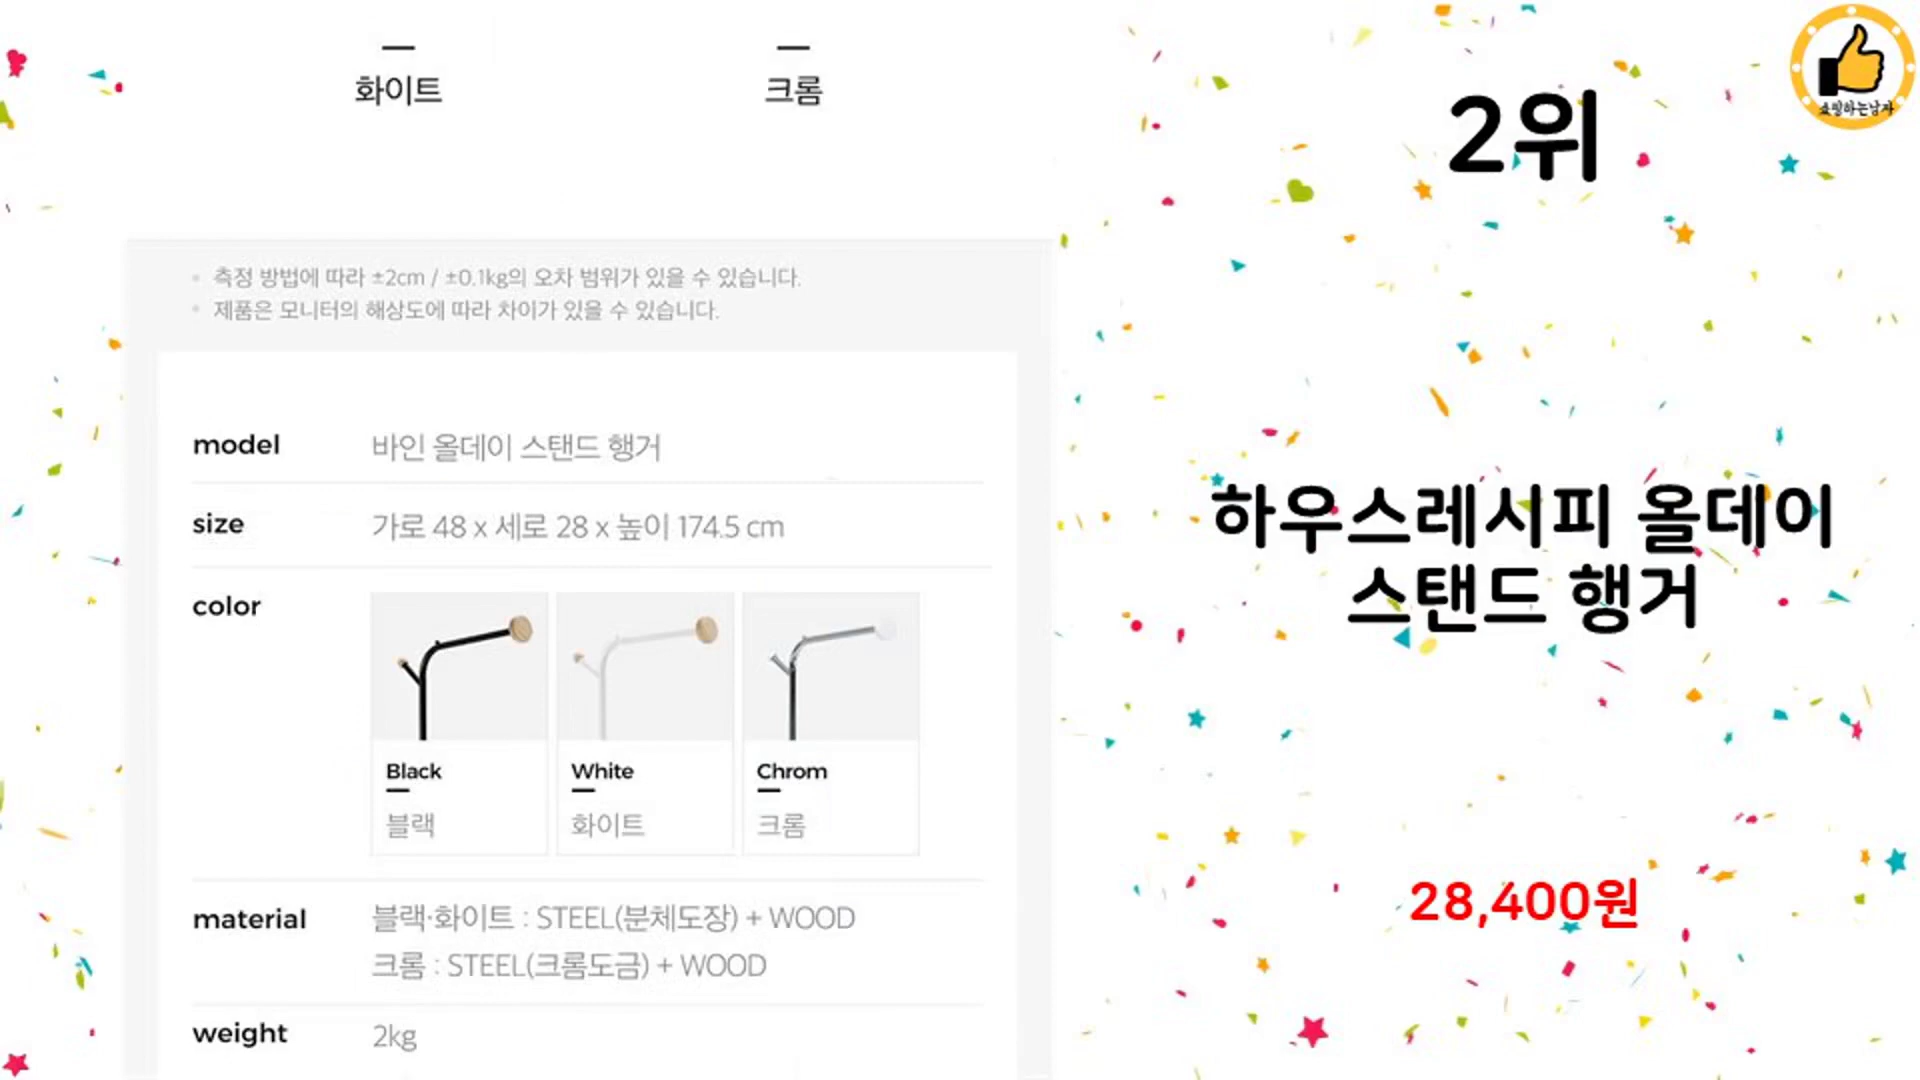 화이트
크롬
측정 방법에 따라 ±2cm / ±0.1kg의 오차 범위가 있을 수 있습니다.
제품은 모니터의 해상도에 따라 차이가 있을 수 있습니다.
model 바인 올데이 스탠드 행거
size 가로 48 x 세로 28 x 높이 174.5 cm
color
Black
블랙
White
화이트
Chrom
크롬
material 블랙·화이트 : STEEL(분체도장) + WOOD
크롬 : STEEL(크롬도금) + WOOD
weight 2kg
2위
하우스레시피 올데이
스탠드 행거
28,400원
쇼핑하는남자